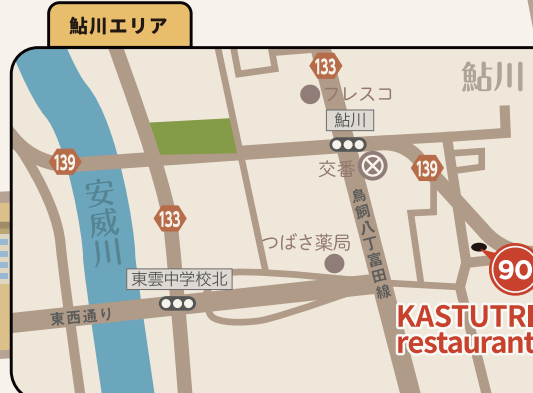 鮎川エリア
133
フレスコ
鮎川
鮎川
139
交番
139
安威川
133
鳥飼八丁富田線
つばさ薬局
東雲中学校北
90
東西通り
KASTUTRI
restaurant